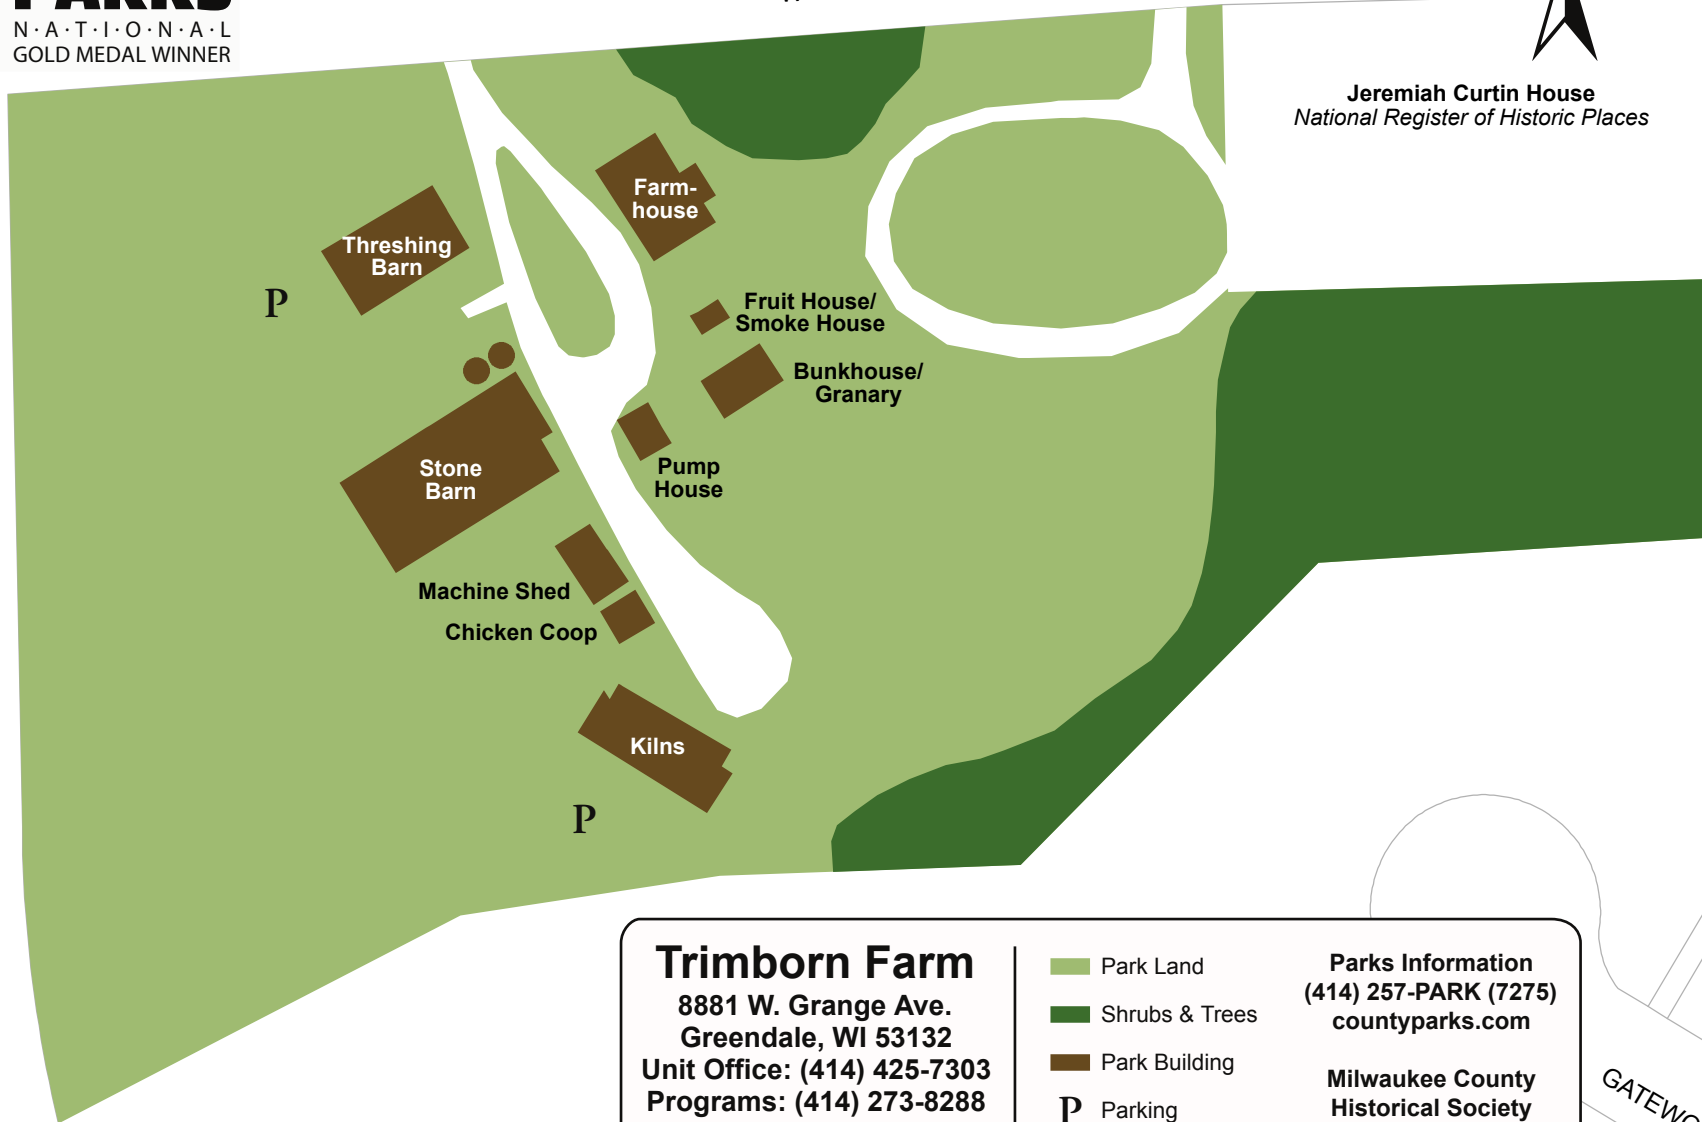 PARKS
N·A·T·I·O·N·A·L
GOLD MEDAL WINNER
Jeremiah Curtin House
National Register of Historic Places
Farm-
house
Threshing
Barn
P
Fruit House/
Smoke House
Bunkhouse/
Granary
Stone
Barn
Pump
House
Machine Shed
Chicken Coop
Kilns
P
Trimborn Farm
8881 W. Grange Ave.
Greendale, WI 53132
Unit Office: (414) 425-7303
Programs: (414) 273-8288
Park Land
Shrubs & Trees
Park Building
P Parking
Parks Information
(414) 257-PARK (7275)
countyparks.com
Milwaukee County
Historical Society